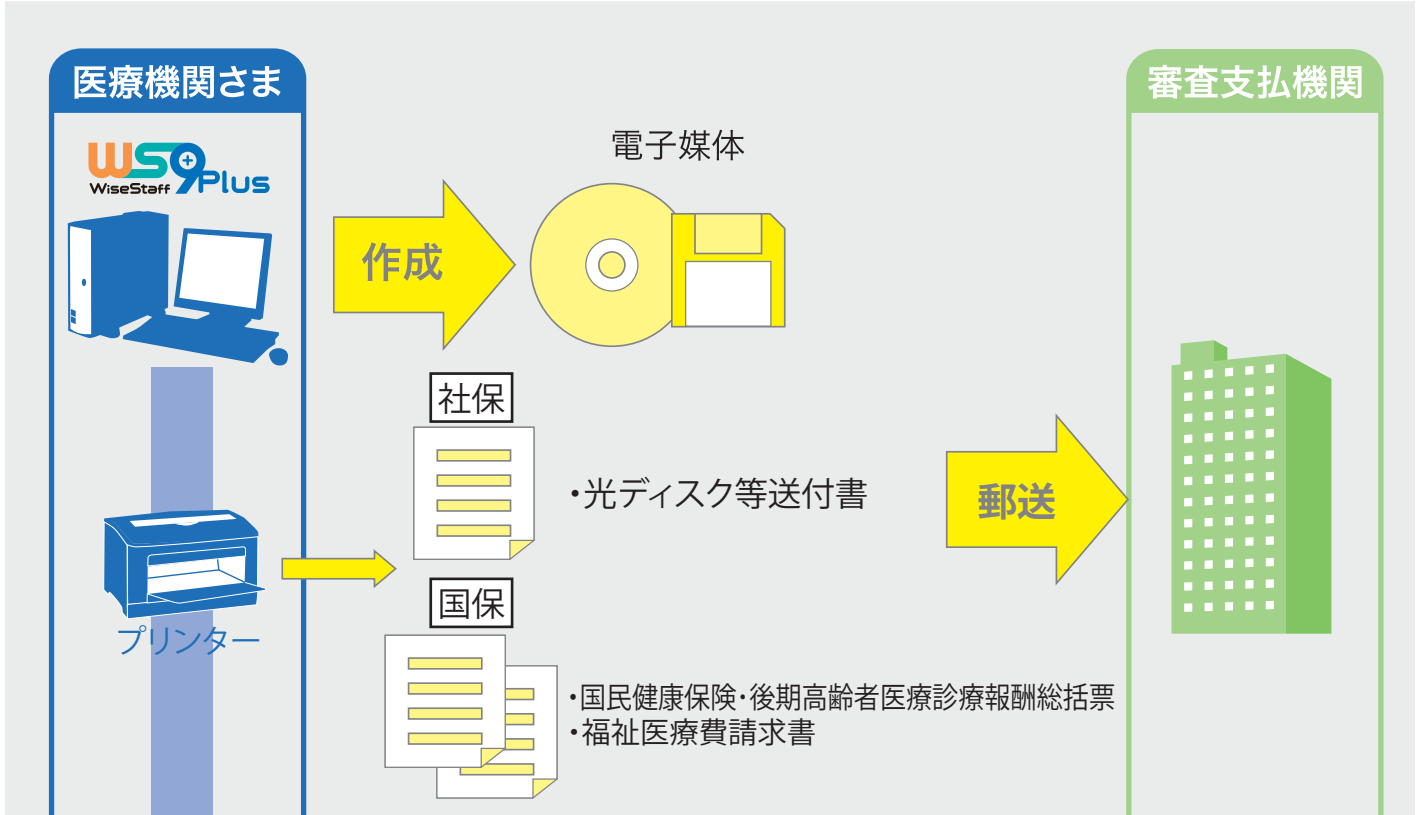 医療機関さま
審査支払機関
WS9Plus
WiseStaff
電子媒体
作成
社保
・光ディスク等送付書
郵送
国保
プリンター
・国民健康保険・後期高齢者医療診療報酬総括票
・福祉医療費請求書